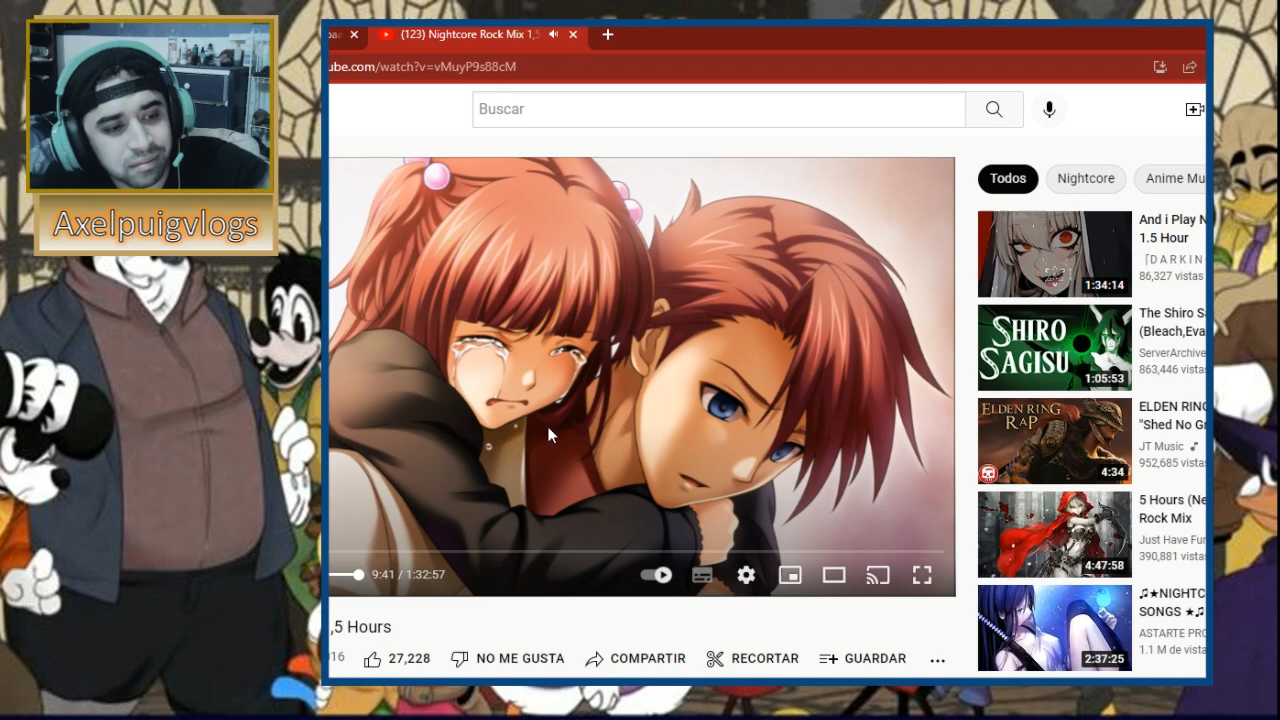 (123) Nightcore Rock Mix 1,5
ube.com/watch?v=vMuyP9s88cM
Buscar
Axelpuigvlogs
Todos
Nightcore
Anime Mu
And i Play N
1.5 Hour
「D A R K I N
86,327 vistas
1:34:14
SHIRO
SAGISU
1:05:53
The Shiro S
(Bleach,Eva
ServerArchive
863,446 vista
ELDEN RING
RAP
4:34
ELDEN RING
"Shed No Gr
JT Music
952,685 vista
4:47:58
5 Hours (Ne
Rock Mix
Just Have Fun
390,881 vista
2:37:25
♫★NIGHTC
SONGS ★♫
ASTARTE PRO
1.1 M de vista
9:41 / 1:32:57
,5 Hours
016
27,228
NO ME GUSTA
COMPARTIR
RECORTAR
GUARDAR